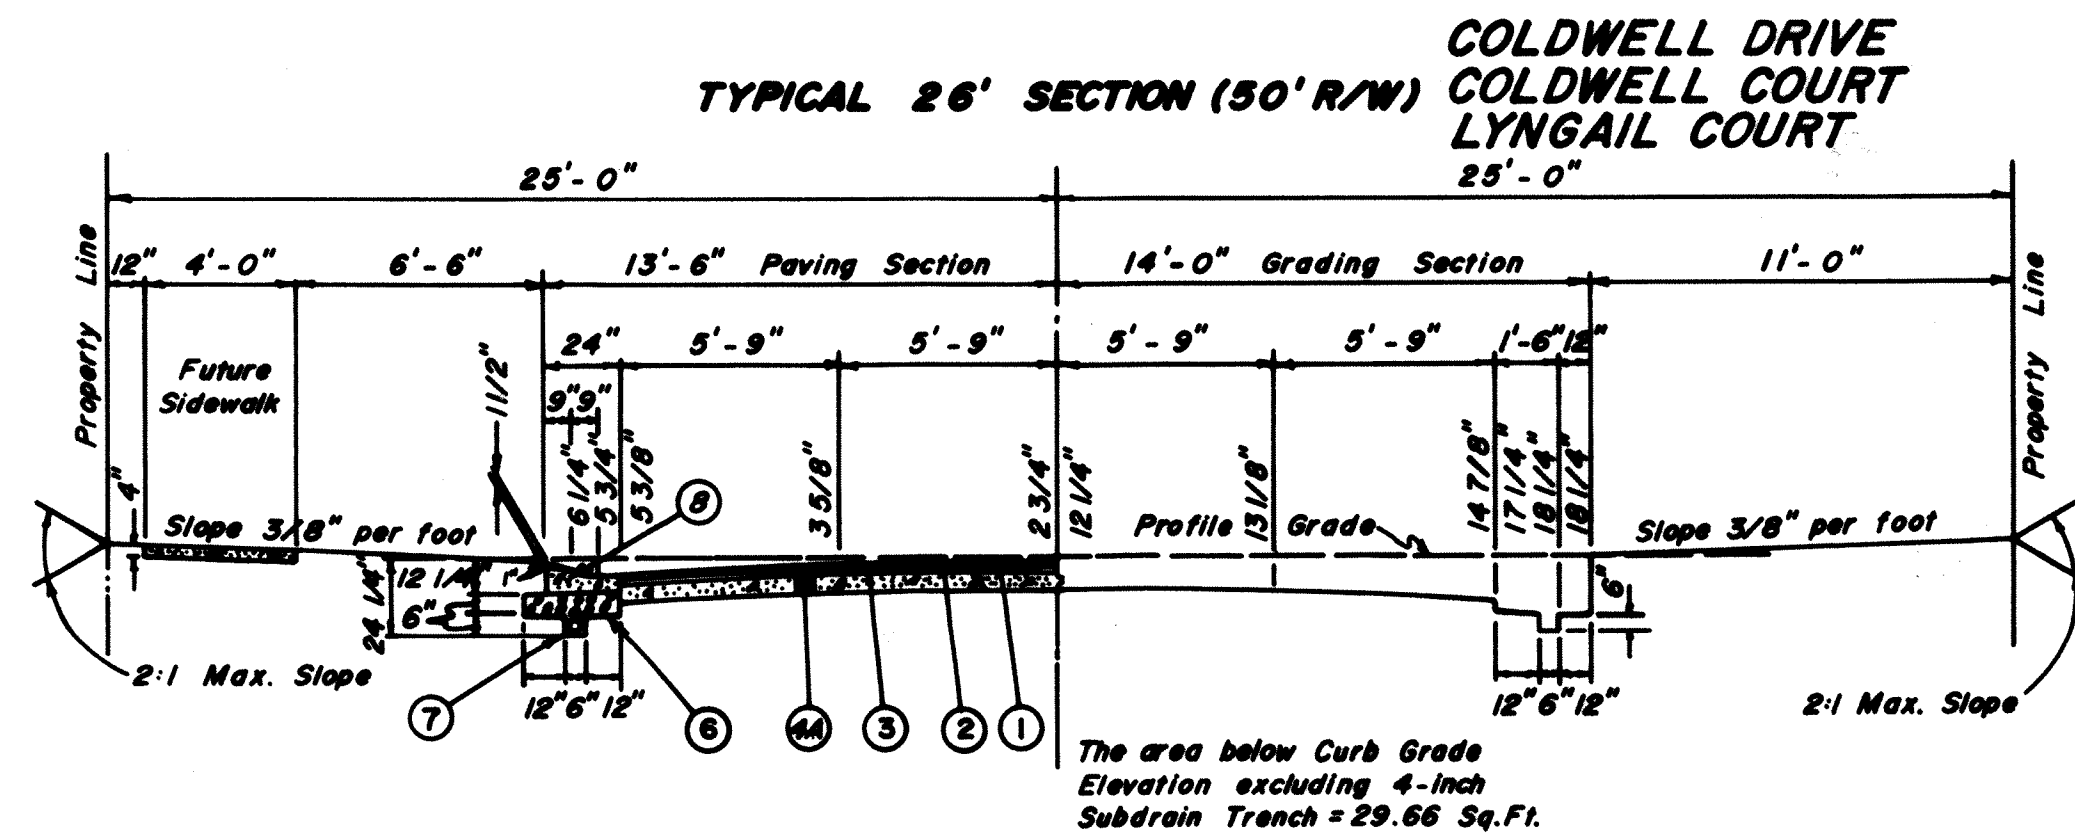 COLDWELL DRIVE
TYPICAL 26' SECTION (50' R/W) COLDWELL COURT
LYNGAIL COURT
25'-0" 25'-0"
Property Line
12" 4'-0" 6'-6" 13'-6" Paving Section 14'-0" Grading Section 11'-0"
Property Line
24" 5'-9" 5'-9" 5'-9" 5'-9" 1'-6" 12"
Future
Sidewalk
1 1/2"
9" 9"
4"
6 1/4" 5 3/4" 5 3/8" 3 5/8" 2 3/4" 12 1/4" 13 1/8" 14 7/8" 17 1/4" 18 1/4" 18 1/4"
8
Slope 3/8" per foot
Profile Grade
Slope 3/8" per foot
12 1/4" 1"
24 1/4"
6"
6"
2:1 Max. Slope
12" 6" 12"
12" 6" 12"
2:1 Max. Slope
7 6 4A 3 2 1
The area below Curb Grade
Elevation excluding 4-inch
Subdrain Trench = 29.66 Sq.Ft.